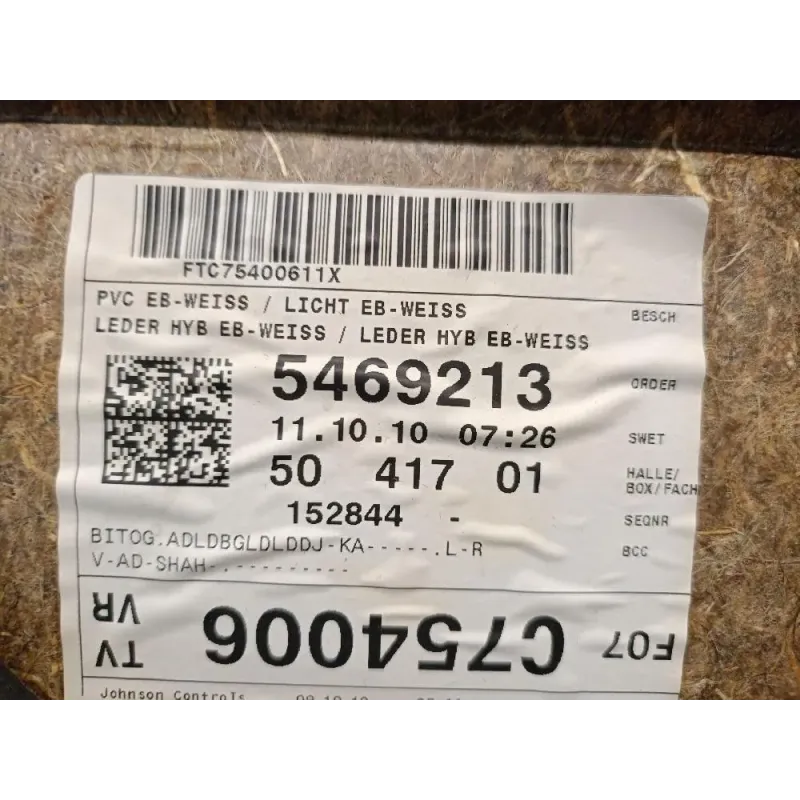 FTC75400611X
PVC EB-WEISS / LICHT EB-WEISS
LEDER HYB EB-WEISS / LEDER HYB EB-WEISS
BESCH
5469213 ORDER
11.10.10 07:26 SWET
50 417 01 HALLE/
BOX/FACH
152844 - SEQNR
BITOG.ADLDBGLDLDDJ-KA------.L-R BCC
V-AD-SHAH-.----------
F07 C754006 TV
VR
Johnson Controls